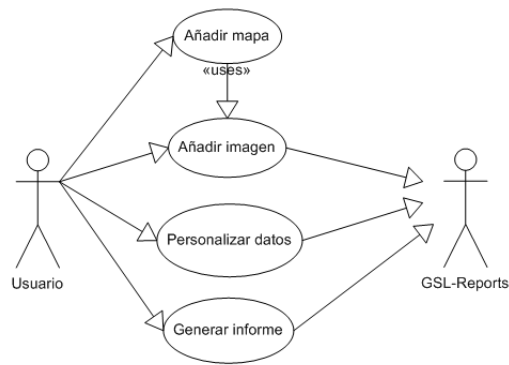 Añadir mapa
«uses»
Añadir imagen
Personalizar datos
Usuario
GSL-Reports
Generar informe